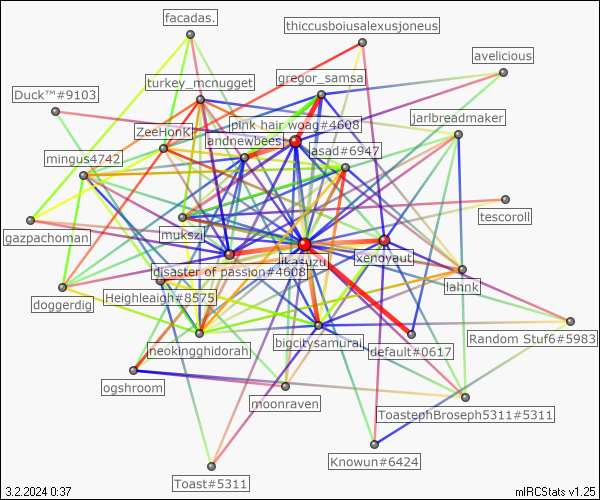 facadas.
thiccusboiusalexusjoneus
avelicious
turkey_mcnugget
gregor_samsa
Duck™#9103
pink hair woag#4608
jarlbreadmaker
ZeeHonK
andnewbees
mingus4742
asad#6947
tescoroll
gazpachoman
mukszi
likasuzu
xenoyautj
disaster of passion#4608
lahnk
doggerdig
Heighleaigh#8575
neokingghidorah
bigcitysamurai
default#0617
Random Stuf6#5983
ogshroom
moonraven
ToastephBroseph5311#5311
Knowun#6424
Toast#5311
3.2.2024 0:37
mIRCStats v1.25